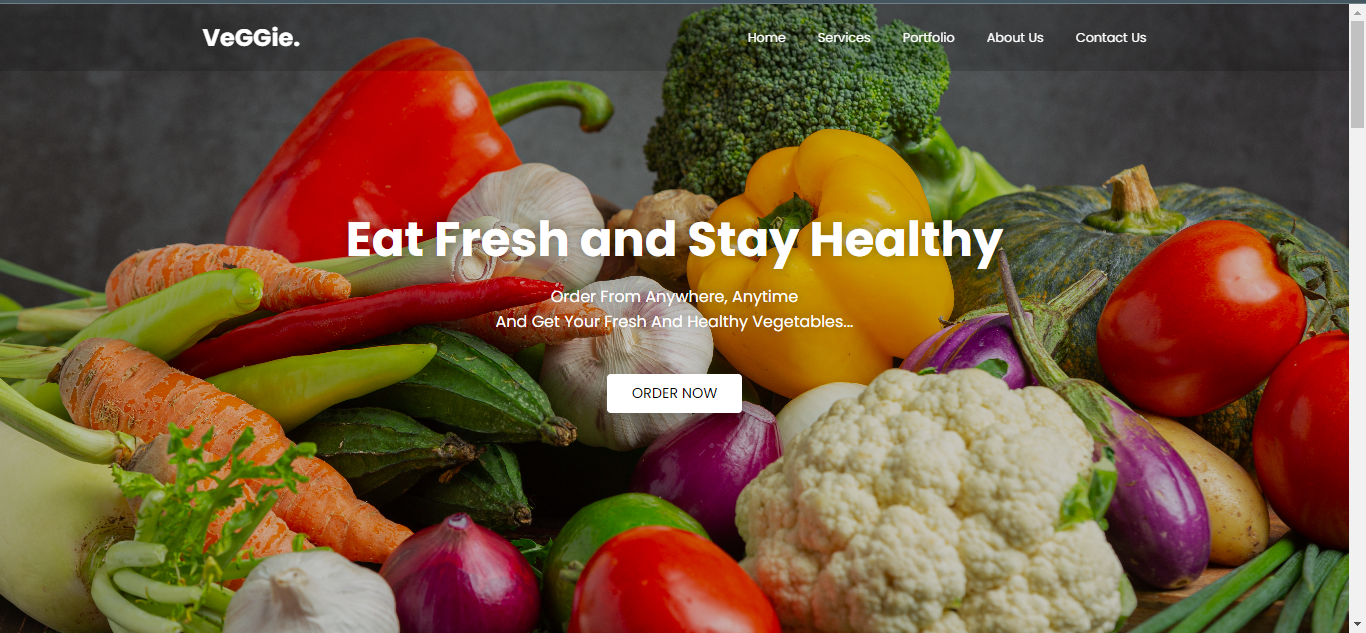 VeGGie.
Home Services Portfolio About Us Contact Us
Eat Fresh and Stay Healthy
Order From Anywhere, Anytime
And Get Your Fresh And Healthy Vegetables...
ORDER NOW